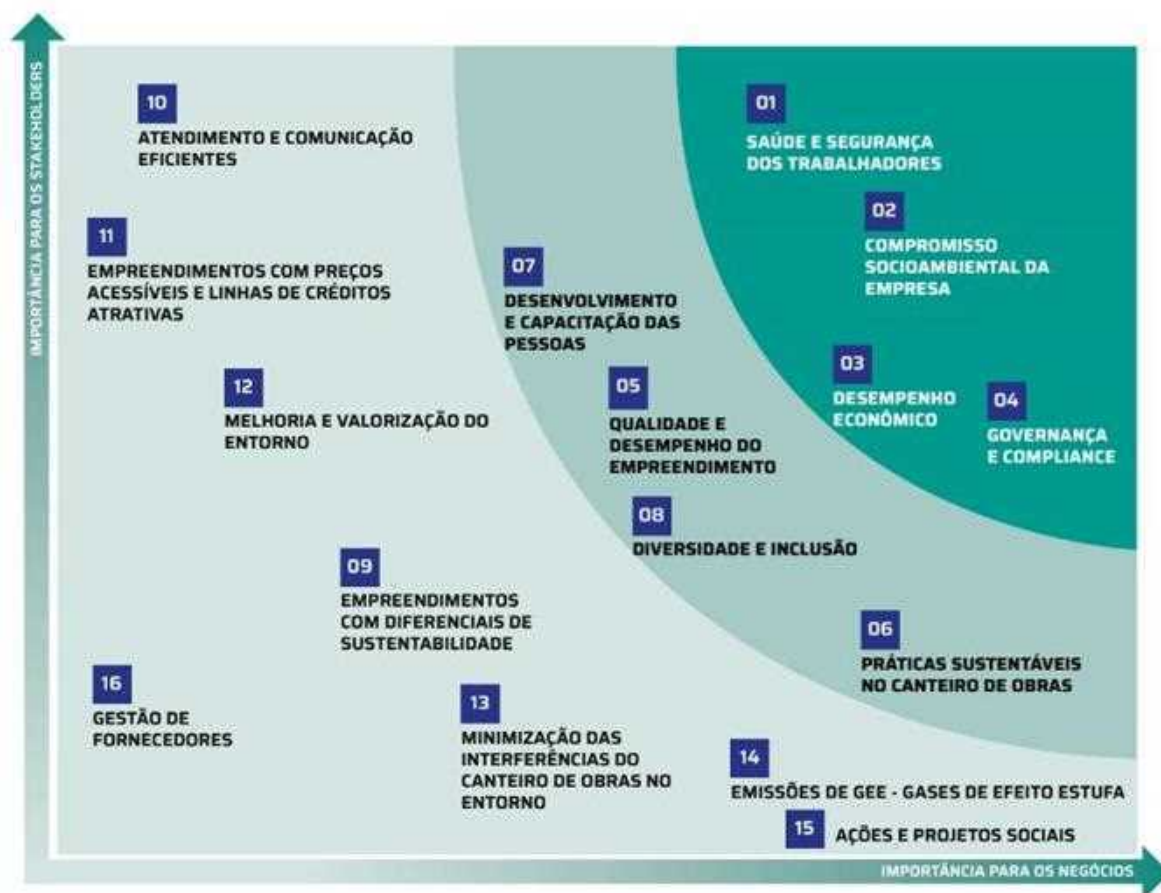 IMPORTÂNCIA PARA OS STAKEHOLDERS
10
ATENDIMENTO E COMUNICAÇÃO
EFICIENTES
01
SAÚDE E SEGURANÇA
DOS TRABALHADORES
02
COMPROMISSO
SOCIOAMBIENTAL DA
EMPRESA
11
EMPREENDIMENTOS COM PREÇOS
ACESSÍVEIS E LINHAS DE CRÉDITOS
ATRATIVAS
07
DESENVOLVIMENTO
E CAPACITAÇÃO DAS
PESSOAS
03
DESEMPENHO
ECONÔMICO
04
GOVERNANÇA
E COMPLIANCE
12
MELHORIA E VALORIZAÇÃO DO
ENTORNO
05
QUALIDADE E
DESEMPENHO DO
EMPREENDIMENTO
08
DIVERSIDADE E INCLUSÃO
09
EMPREENDIMENTOS
COM DIFERENCIAIS DE
SUSTENTABILIDADE
06
PRÁTICAS SUSTENTÁVEIS
NO CANTEIRO DE OBRAS
16
GESTÃO DE
FORNECEDORES
13
MINIMIZAÇÃO DAS
INTERFERÊNCIAS DO
CANTEIRO DE OBRAS NO
ENTORNO
14
EMISSÕES DE GEE - GASES DE EFEITO ESTUFA
15 AÇÕES E PROJETOS SOCIAIS
IMPORTÂNCIA PARA OS NEGÓCIOS